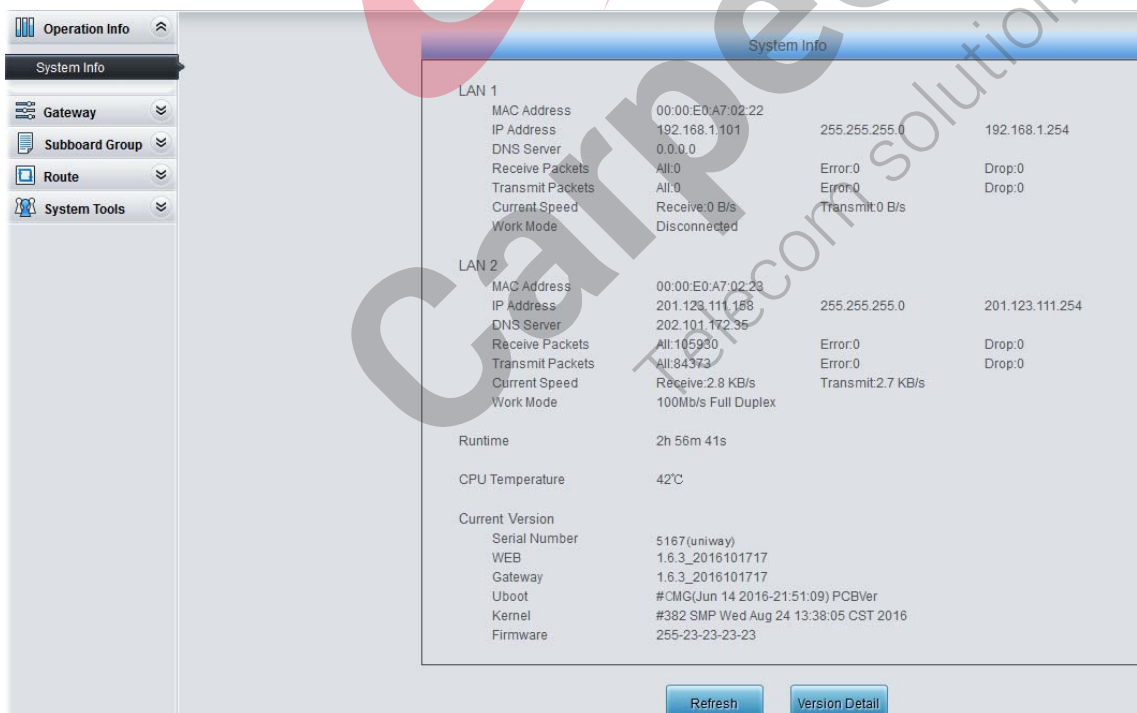 Operation Info
System Info
Gateway
Subboard Group
Route
System Tools
System Info
LAN 1
MAC Address 00:00:E0:A7:02:22
IP Address 192.168.1.101 255.255.255.0 192.168.1.254
DNS Server 0.0.0.0
Receive Packets All:0 Error:0 Drop:0
Transmit Packets All:0 Error:0 Drop:0
Current Speed Receive:0 B/s Transmit:0 B/s
Work Mode Disconnected
LAN 2
MAC Address 00:00:E0:A7:02:23
IP Address 201.123.111.158 255.255.255.0 201.123.111.254
DNS Server 202.101.172.35
Receive Packets All:105930 Error:0 Drop:0
Transmit Packets All:84373 Error:0 Drop:0
Current Speed Receive:2.8 KB/s Transmit:2.7 KB/s
Work Mode 100Mb/s Full Duplex
Runtime 2h 56m 41s
CPU Temperature 42℃
Current Version
Serial Number 5167(uniway)
WEB 1.6.3_2016101717
Gateway 1.6.3_2016101717
Uboot #CMG(Jun 14 2016-21:51:09) PCBVer
Kernel #382 SMP Wed Aug 24 13:38:05 CST 2016
Firmware 255-23-23-23-23
Refresh Version Detail
Telecom